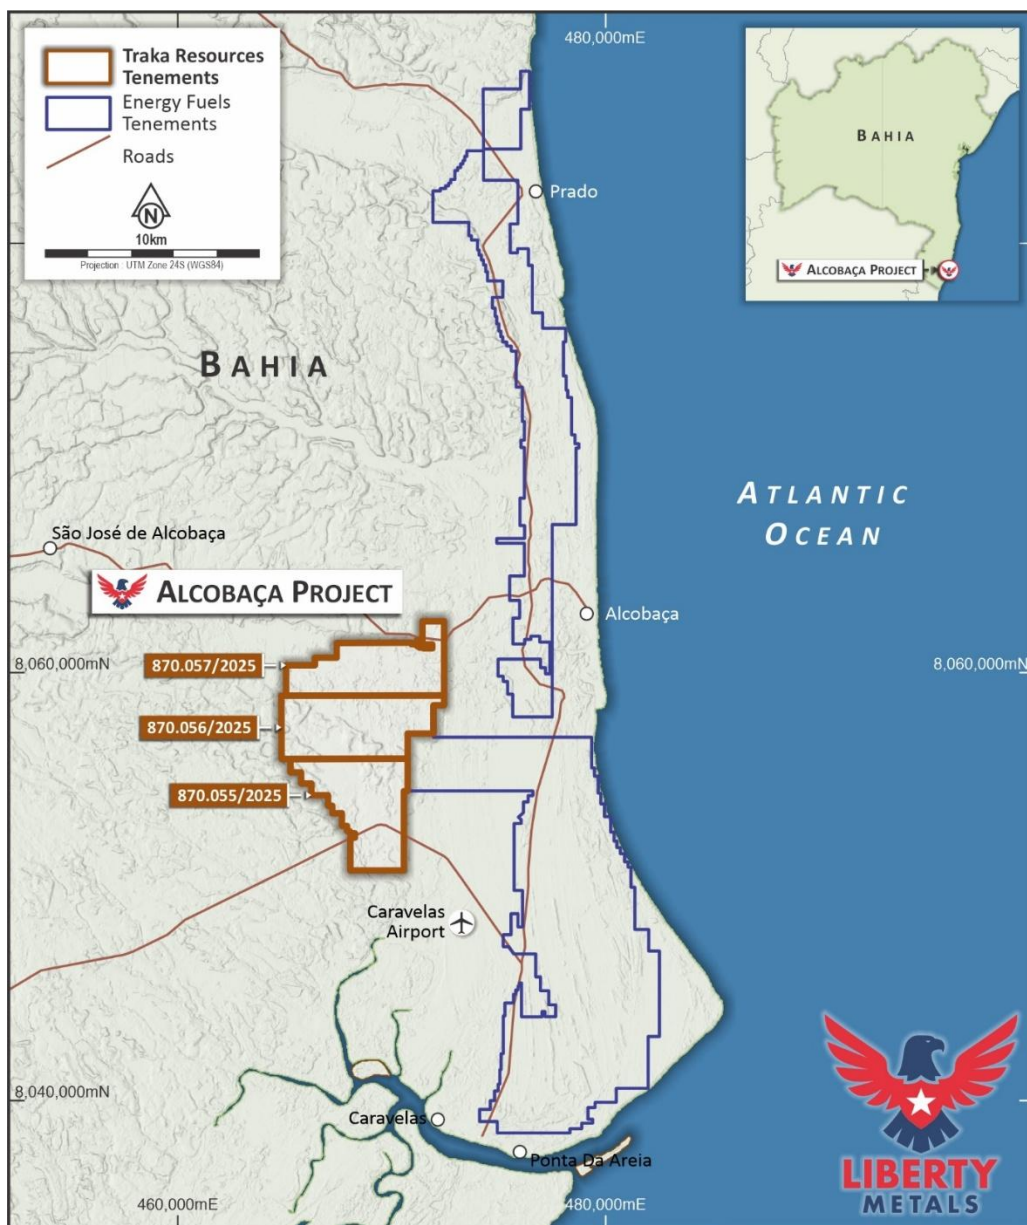 Traka Resources
Tenements
Energy Fuels
Tenements
Roads
N
10km
Projection : UTM Zone 24S (WGS84)
480,000mE
BAHIA
ALCOBAÇA PROJECT
Prado
BAHIA
ATLANTIC
OCEAN
São José de Alcobaça
ALCOBAÇA PROJECT
Alcobaça
8,060,000mN
870.057/2025
8,060,000mN
870.056/2025
870.055/2025
Caravelas
Airport
8,040,000mN
Caravelas
Ponta Da Areia
460,000mE
480,000mE
LIBERTY
METALS